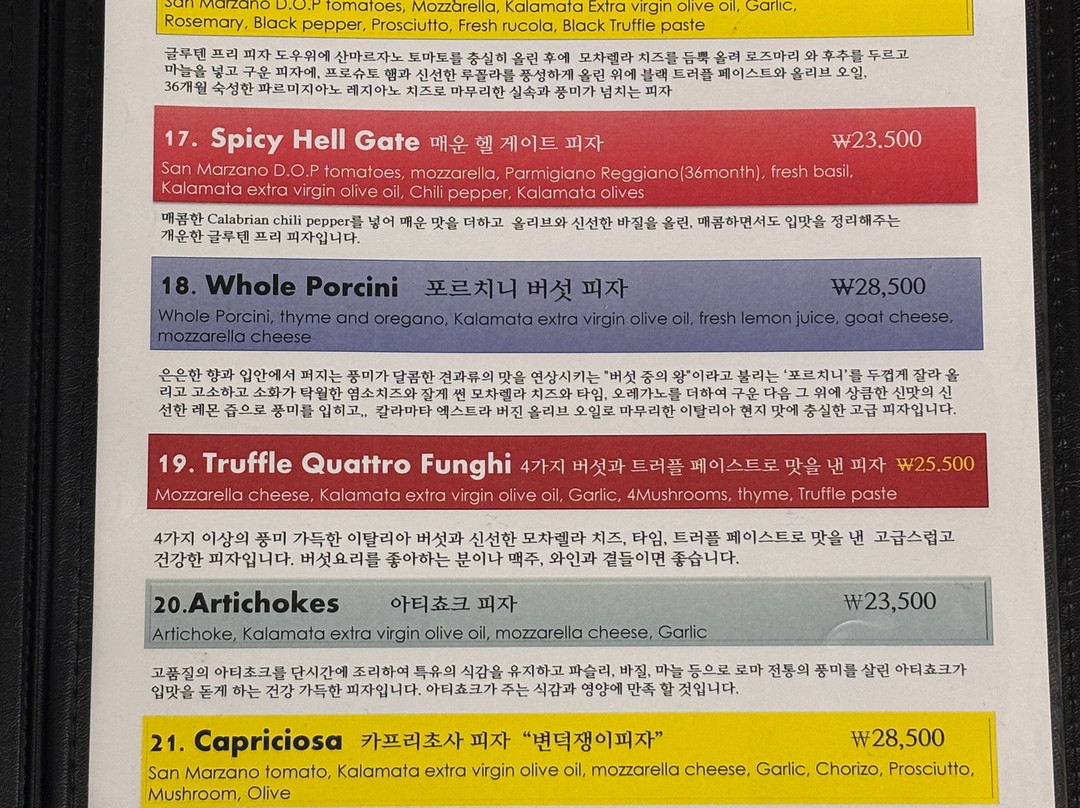 San Marzano D.O.P tomatoes, Mozzarella, Kalamata Extra virgin olive oil, Garlic,
Rosemary, Black pepper, Prosciutto, Fresh rucola, Black Truffle paste
글루텐 프리 피자 도우위에 산마르자노 토마토를 충실히 올린 후에 모차렐라 치즈를 듬뿍 올려 로즈마리 와 후추를 두르고
마늘을 넣고 구운 피자에, 프로슈토 햄과 신선한 루꼴라를 풍성하게 올린 위에 블랙 트러플 페이스트와 올리브 오일,
36개월 숙성한 파르미지아노 레지아노 치즈로 마무리한 실속과 풍미가 넘치는 피자
17. Spicy Hell Gate 매운 헬 게이트 피자 ₩23.500
San Marzano D.O.P tomatoes, mozzarella, Parmigiano Reggiano(36month), fresh basil,
Kalamata extra virgin olive oil, Chili pepper, Kalamata olives
매콤한 Calabrian chili pepper를 넣어 매운 맛을 더하고 올리브와 신선한 바질을 올린, 매콤하면서도 입맛을 정리해주는
개운한 글루텐 프리 피자입니다.
18. Whole Porcini 포르치니 버섯 피자 ₩28,500
Whole Porcini, thyme and oregano, Kalamata extra virgin olive oil, fresh lemon juice, goat cheese,
mozzarella cheese
은은한 향과 입안에서 퍼지는 풍미가 달콤한 견과류의 맛을 연상시키는 "버섯 중의 왕"이라고 불리는 '포르치니'를 두껍게 잘라 올
리고 고소하고 소화가 탁월한 염소치즈와 잘게 썬 모차렐라 치즈와 타임, 오레가노를 더하여 구운 다음 그 위에 상큼한 신맛의 신
선한 레몬 즙으로 풍미를 입히고,, 칼라마타 엑스트라 버진 올리브 오일로 마무리한 이탈리아 현지 맛에 충실한 고급 피자입니다.
19. Truffle Quattro Funghi 4가지 버섯과 트러플 페이스트로 맛을 낸 피자 ₩25.500
Mozzarella cheese, Kalamata extra virgin olive oil, Garlic, 4Mushrooms, thyme, Truffle paste
4가지 이상의 풍미 가득한 이탈리아 버섯과 신선한 모차렐라 치즈, 타임, 트러플 페이스트로 맛을 낸 고급스럽고
건강한 피자입니다. 버섯요리를 좋아하는 분이나 맥주, 와인과 곁들이면 좋습니다.
20.Artichokes 아티쵸크 피자 ₩23,500
Artichoke, Kalamata extra virgin olive oil, mozzarella cheese, Garlic
고품질의 아티초크를 단시간에 조리하여 특유의 식감을 유지하고 파슬리, 바질, 마늘 등으로 로마 전통의 풍미를 살린 아티쵸크가
입맛을 돋게 하는 건강 가득한 피자입니다. 아티쵸크가 주는 식감과 영양에 만족 할 것입니다.
21. Capriciosa 카프리초사 피자 “변덕쟁이피자” ₩28,500
San Marzano tomato, Kalamata extra virgin olive oil, mozzarella cheese, Garlic, Chorizo, Prosciutto,
Mushroom, Olive